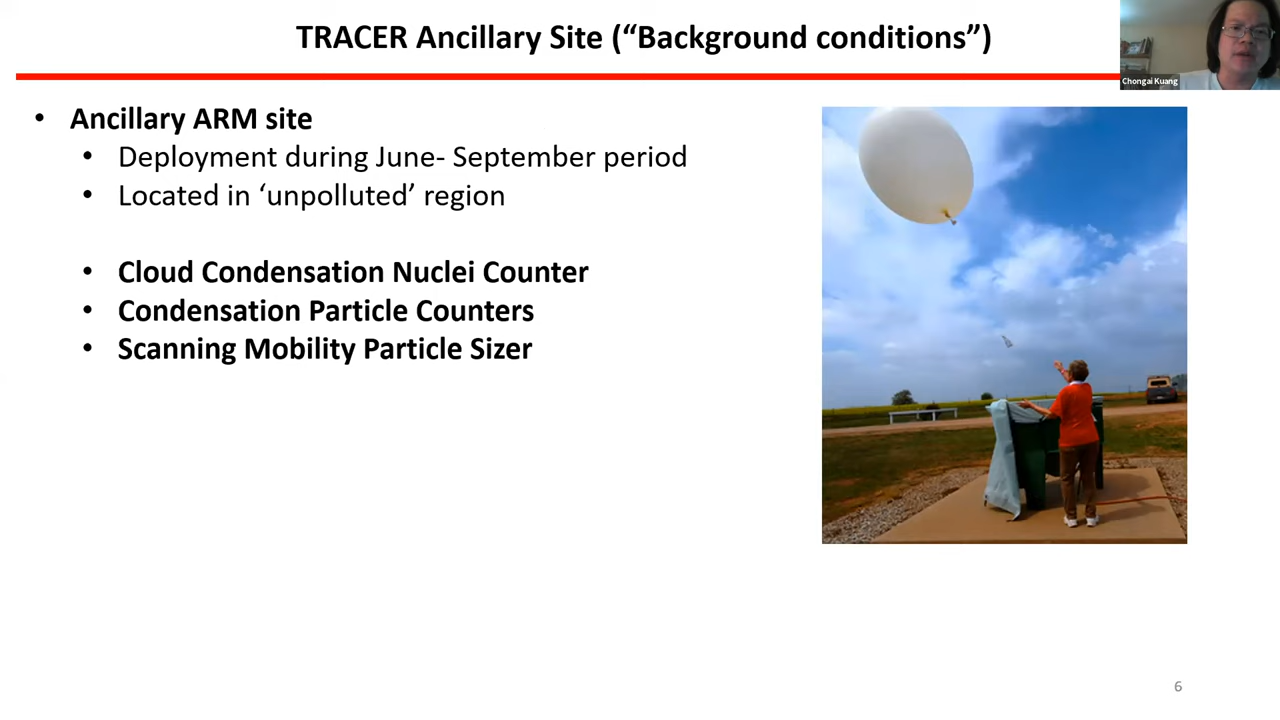 TRACER Ancillary Site (“Background conditions”)
Chongai Kuang
• Ancillary ARM site
• Deployment during June- September period
• Located in ‘unpolluted’ region
• Cloud Condensation Nuclei Counter
• Condensation Particle Counters
• Scanning Mobility Particle Sizer
6